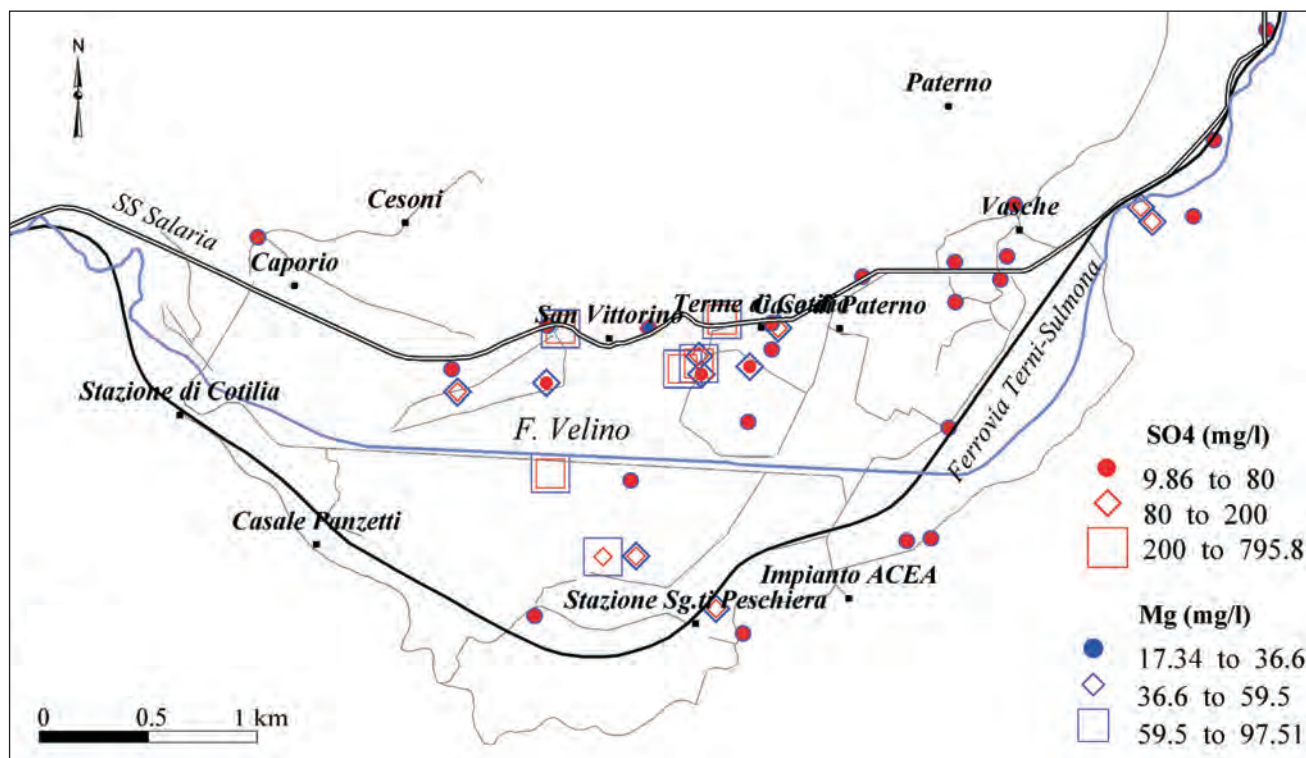 N
Paterno
Cesoni
SS Salaria
Vasche
Caporio
San Vittorino
Terme di Cotilia
Paterno
Stazione di Cotilia
F. Velino
Ferrovia Terni-Sulmona
Casale Panzetti
Impianto ACEA
Stazione Sg.ti Peschiera
SO4 (mg/l)
9.86 to 80
80 to 200
200 to 795.8
Mg (mg/l)
17.34 to 36.6
36.6 to 59.5
59.5 to 97.51
0 0.5 1 km